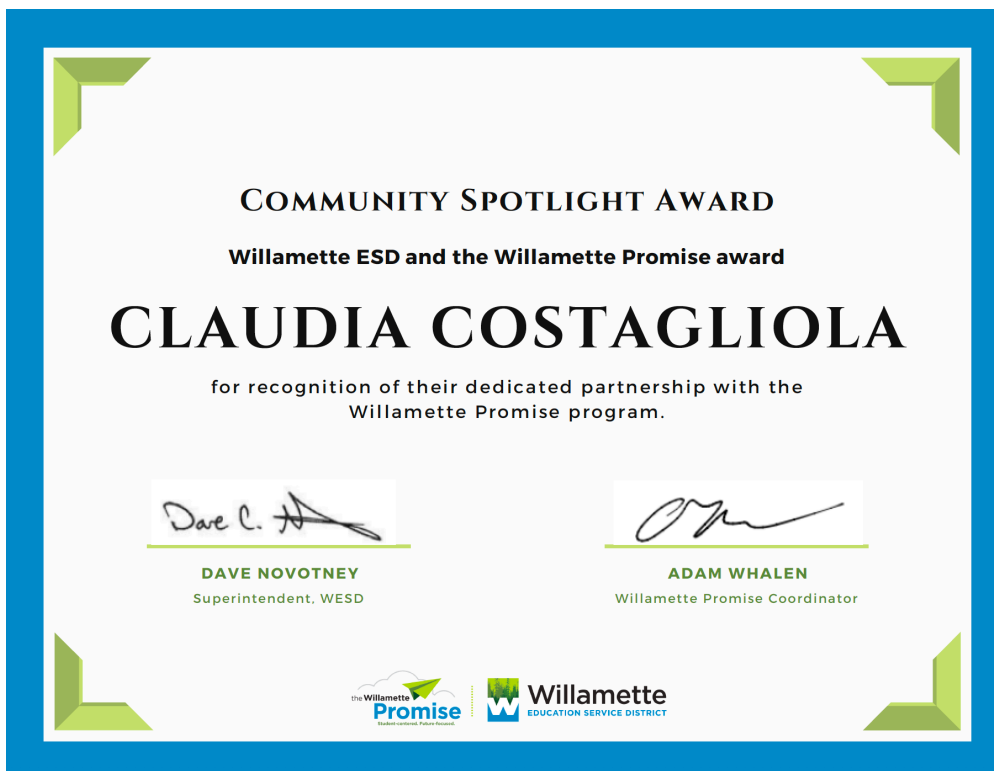 Community Spotlight Award
Willamette ESD and the Willamette Promise award
CLAUDIA COSTAGLIOLA
for recognition of their dedicated partnership with the
Willamette Promise program.
Dave C.
DAVE NOVOTNEY
ADAM WHALEN
Superintendent, WESD
Willamette Promise Coordinator
the Willamette
Promise
Student-centered. Future-focused.
W
Willamette
EDUCATION SERVICE DISTRICT